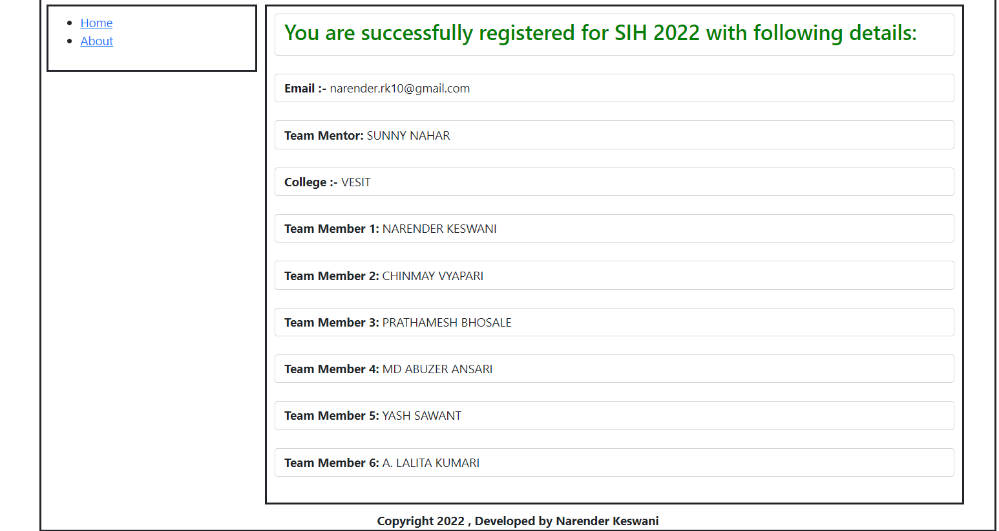 Home
About
You are successfully registered for SIH 2022 with following details:
Email :- narender.rk10@gmail.com
Team Mentor: SUNNY NAHAR
College :- VESIT
Team Member 1: NARENDER KESWANI
Team Member 2: CHINMAY VYAPARI
Team Member 3: PRATHAMESH BHOSALE
Team Member 4: MD ABUZER ANSARI
Team Member 5: YASH SAWANT
Team Member 6: A. LALITA KUMARI
Copyright 2022 , Developed by Narender Keswani